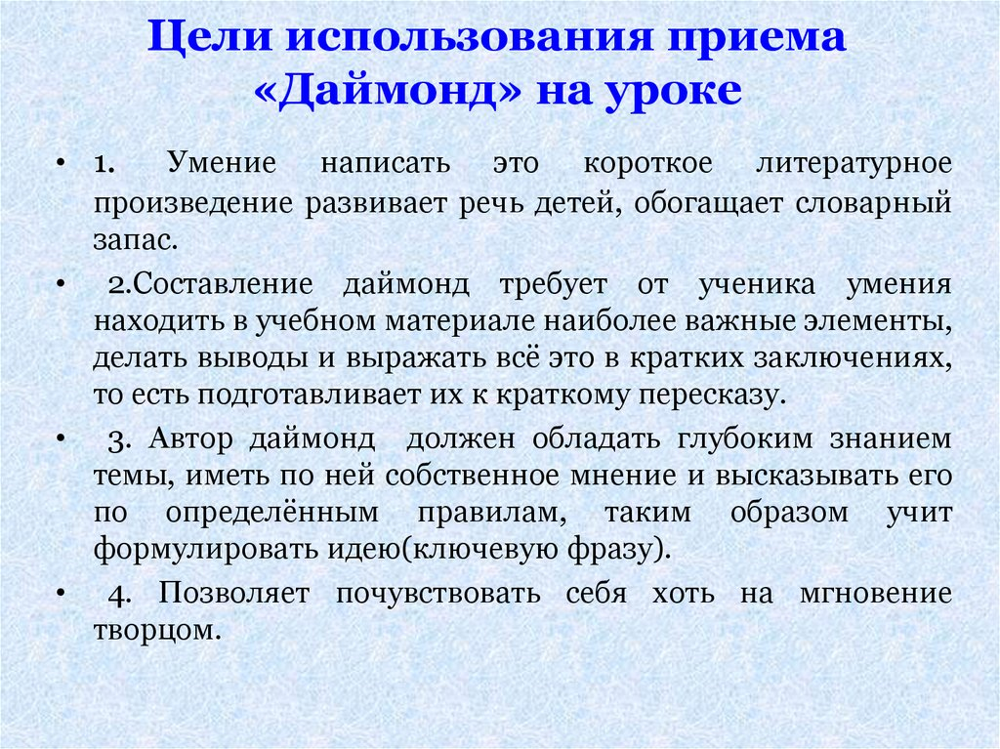 Цели использования приема
«Даймонд» на уроке
• 1. Умение написать это короткое литературное
произведение развивает речь детей, обогащает словарный
запас.
• 2.Составление даймонд требует от ученика умения
находить в учебном материале наиболее важные элементы,
делать выводы и выражать всё это в кратких заключениях,
то есть подготавливает их к краткому пересказу.
• 3. Автор даймонд должен обладать глубоким знанием
темы, иметь по ней собственное мнение и высказывать его
по определённым правилам, таким образом учит
формулировать идею(ключевую фразу).
• 4. Позволяет почувствовать себя хоть на мгновение
творцом.